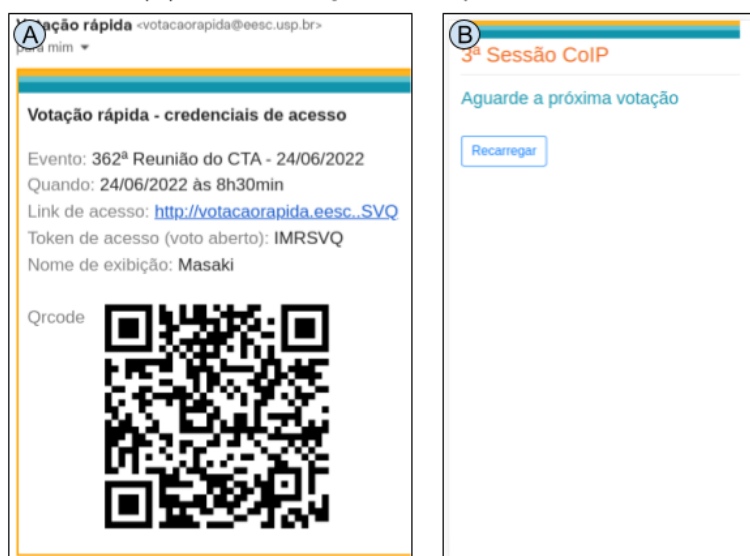 A
ação rápida <votacaorapida@eesc.usp.br>
para mim
Votação rápida - credenciais de acesso
Evento: 362ª Reunião do CTA - 24/06/2022
Quando: 24/06/2022 às 8h30min
Link de acesso: http://votacaorapida.eesc..SVQ
Token de acesso (voto aberto): IMRSVQ
Nome de exibição: Masaki
Qrcode
B
3ª Sessão CoIP
Aguarde a próxima votação
Recarregar